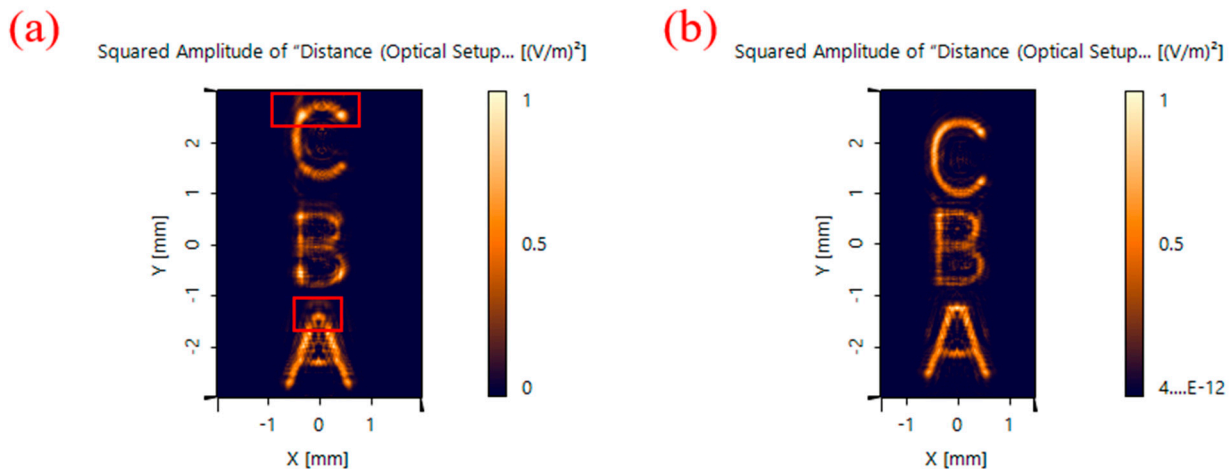 (a)
Squared Amplitude of "Distance (Optical Setup... [(V/m)²]
1
0.5
0
2
1
0
-1
-2
Y [mm]
C
B
A
-1 0 1
X [mm]
(b)
Squared Amplitude of "Distance (Optical Setup... [(V/m)²]
1
0.5
4....E-12
2
1
0
-1
-2
Y [mm]
C
B
A
-1 0 1
X [mm]